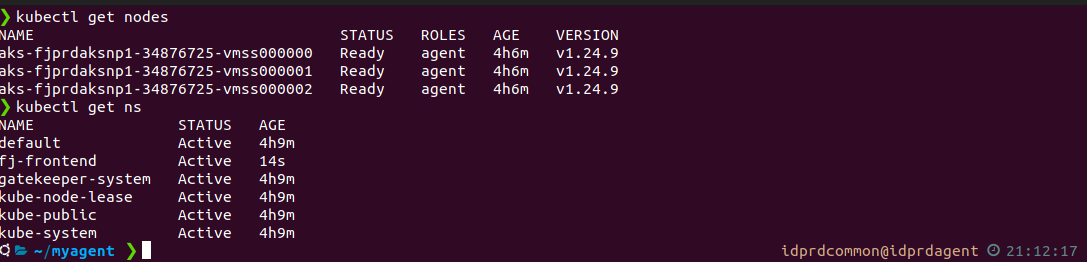 ❯ kubectl get nodes
NAME STATUS ROLES AGE VERSION
aks-fjprdaksnp1-34876725-vmss000000 Ready agent 4h6m v1.24.9
aks-fjprdaksnp1-34876725-vmss000001 Ready agent 4h6m v1.24.9
aks-fjprdaksnp1-34876725-vmss000002 Ready agent 4h6m v1.24.9
❯ kubectl get ns
NAME STATUS AGE
default Active 4h9m
fj-frontend Active 14s
gatekeeper-system Active 4h9m
kube-node-lease Active 4h9m
kube-public Active 4h9m
kube-system Active 4h9m
~/myagent ❯ idprdcommon@idprdagent 21:12:17